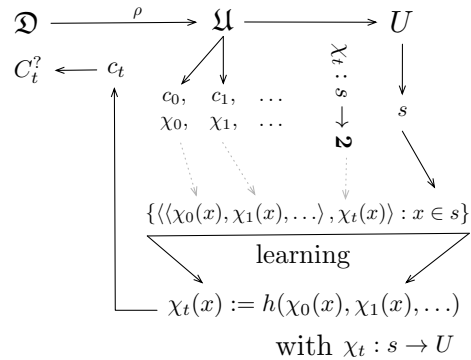 𝔇 ρ 𝔘 U
C_t^? c_t
c_0, c_1, … χ_t : s → 𝟐 s
χ_0, χ_1, …
{⟨⟨χ_0(x), χ_1(x), …⟩, χ_t(x)⟩ : x ∈ s}
learning
χ_t(x) := h(χ_0(x), χ_1(x), …)
with χ_t : s → U